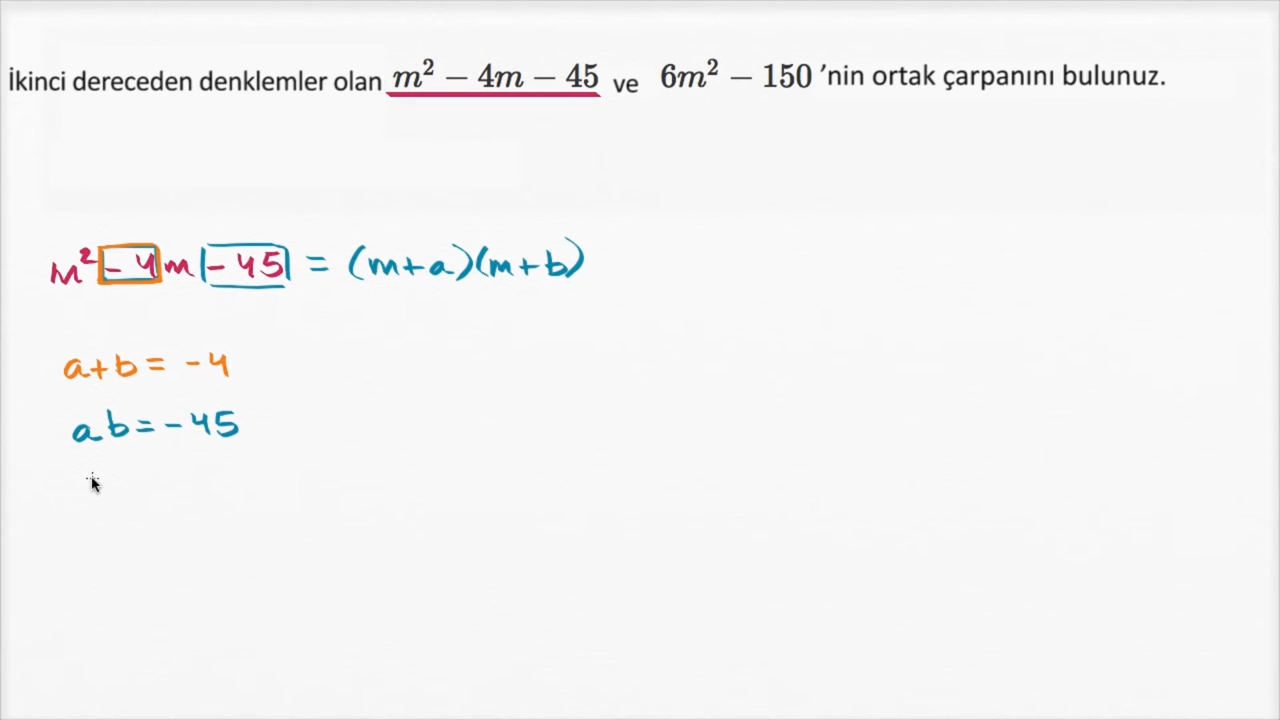 İkinci dereceden denklemler olan m² − 4m − 45 ve 6m² − 150 ’nin ortak çarpanını bulunuz.
m² - 4m - 45 = (m+a)(m+b)
a+b = -4
ab = -45